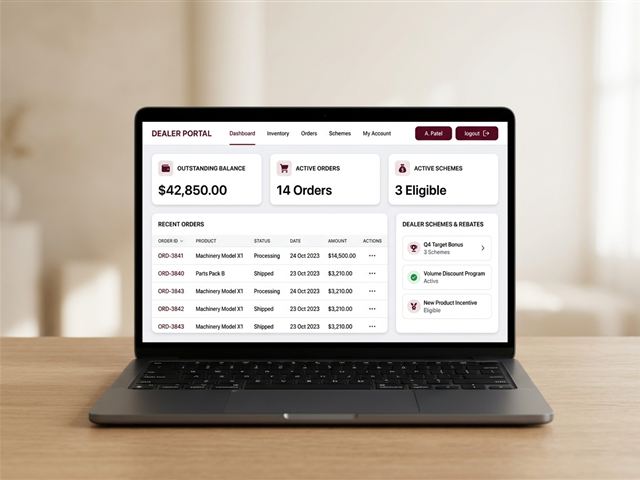 DEALER PORTAL Dashboard Inventory Orders Schemes My Account A. Patel logout
OUTSTANDING BALANCE
$42,850.00
ACTIVE ORDERS
14 Orders
ACTIVE SCHEMES
3 Eligible
RECENT ORDERS
ORDER ID PRODUCT STATUS DATE AMOUNT ACTIONS
ORD-3841 Machinery Model X1 Processing 24 Oct 2023 $14,500.00
ORD-3840 Parts Pack B Shipped 23 Oct 2023 $3,210.00
ORD-3843 Machinery Model X1 Processing 24 Oct 2023 $3,210.00
ORD-3842 Machinery Model X1 Shipped 23 Oct 2023 $3,210.00
ORD-3843 Machinery Model X1 Shipped 23 Oct 2023 $3,210.00
DEALER SCHEMES & REBATES
Q4 Target Bonus
3 Schemes
Volume Discount Program
Active
New Product Incentive
Eligible